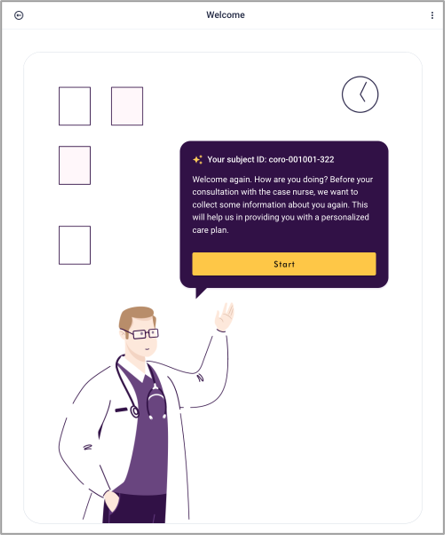 Welcome
Your subject ID: coro-001001-322
Welcome again. How are you doing? Before your
consultation with the case nurse, we want to
collect some information about you again. This
will help us in providing you with a personalized
care plan.
Start